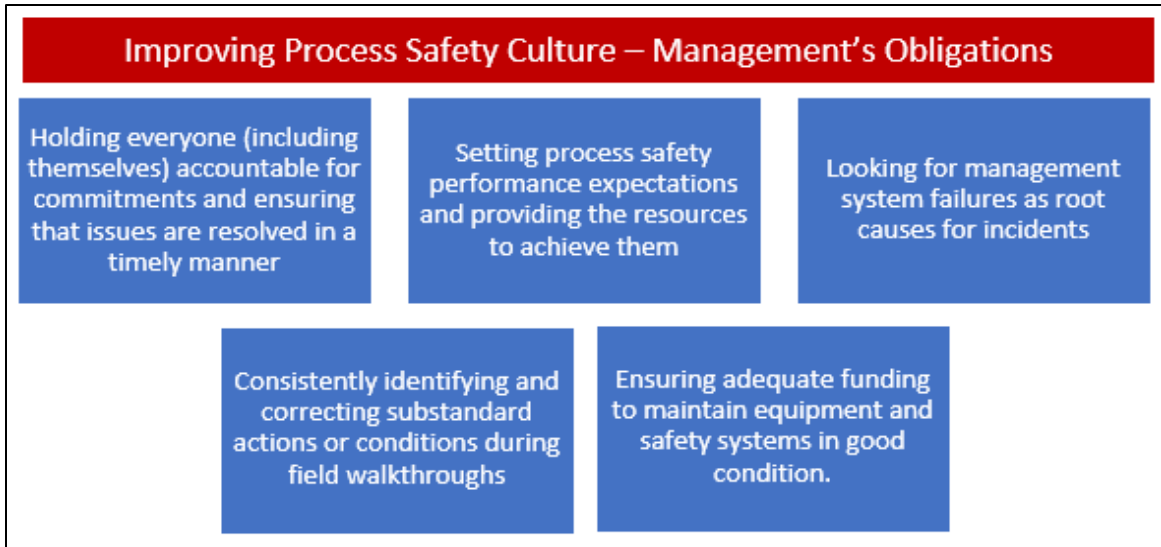 Improving Process Safety Culture – Management's Obligations
Holding everyone (including
themselves) accountable for
commitments and ensuring
that issues are resolved in a
timely manner
Setting process safety
performance expectations
and providing the resources
to achieve them
Looking for management
system failures as root
causes for incidents
Consistently identifying and
correcting substandard
actions or conditions during
field walkthroughs
Ensuring adequate funding
to maintain equipment and
safety systems in good
condition.